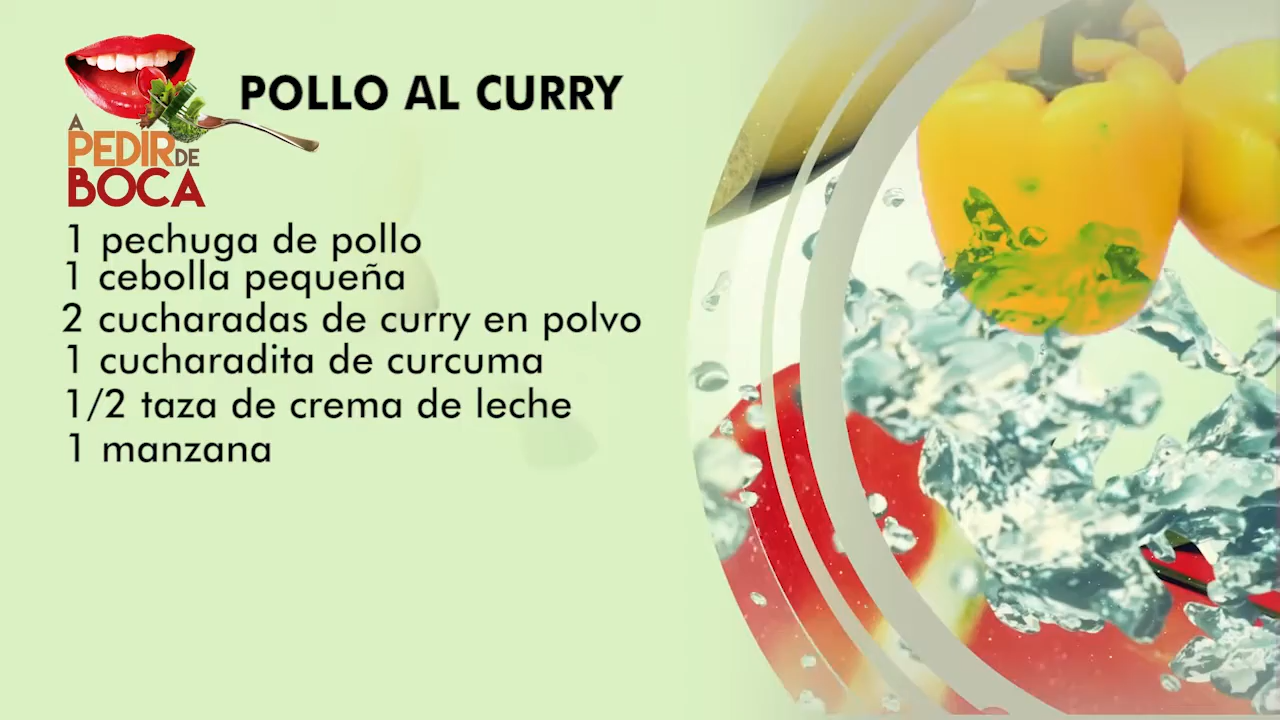 POLLO AL CURRY
A
PEDIR DE
BOCA
1 pechuga de pollo
1 cebolla pequeña
2 cucharadas de curry en polvo
1 cucharadita de curcuma
1/2 taza de crema de leche
1 manzana